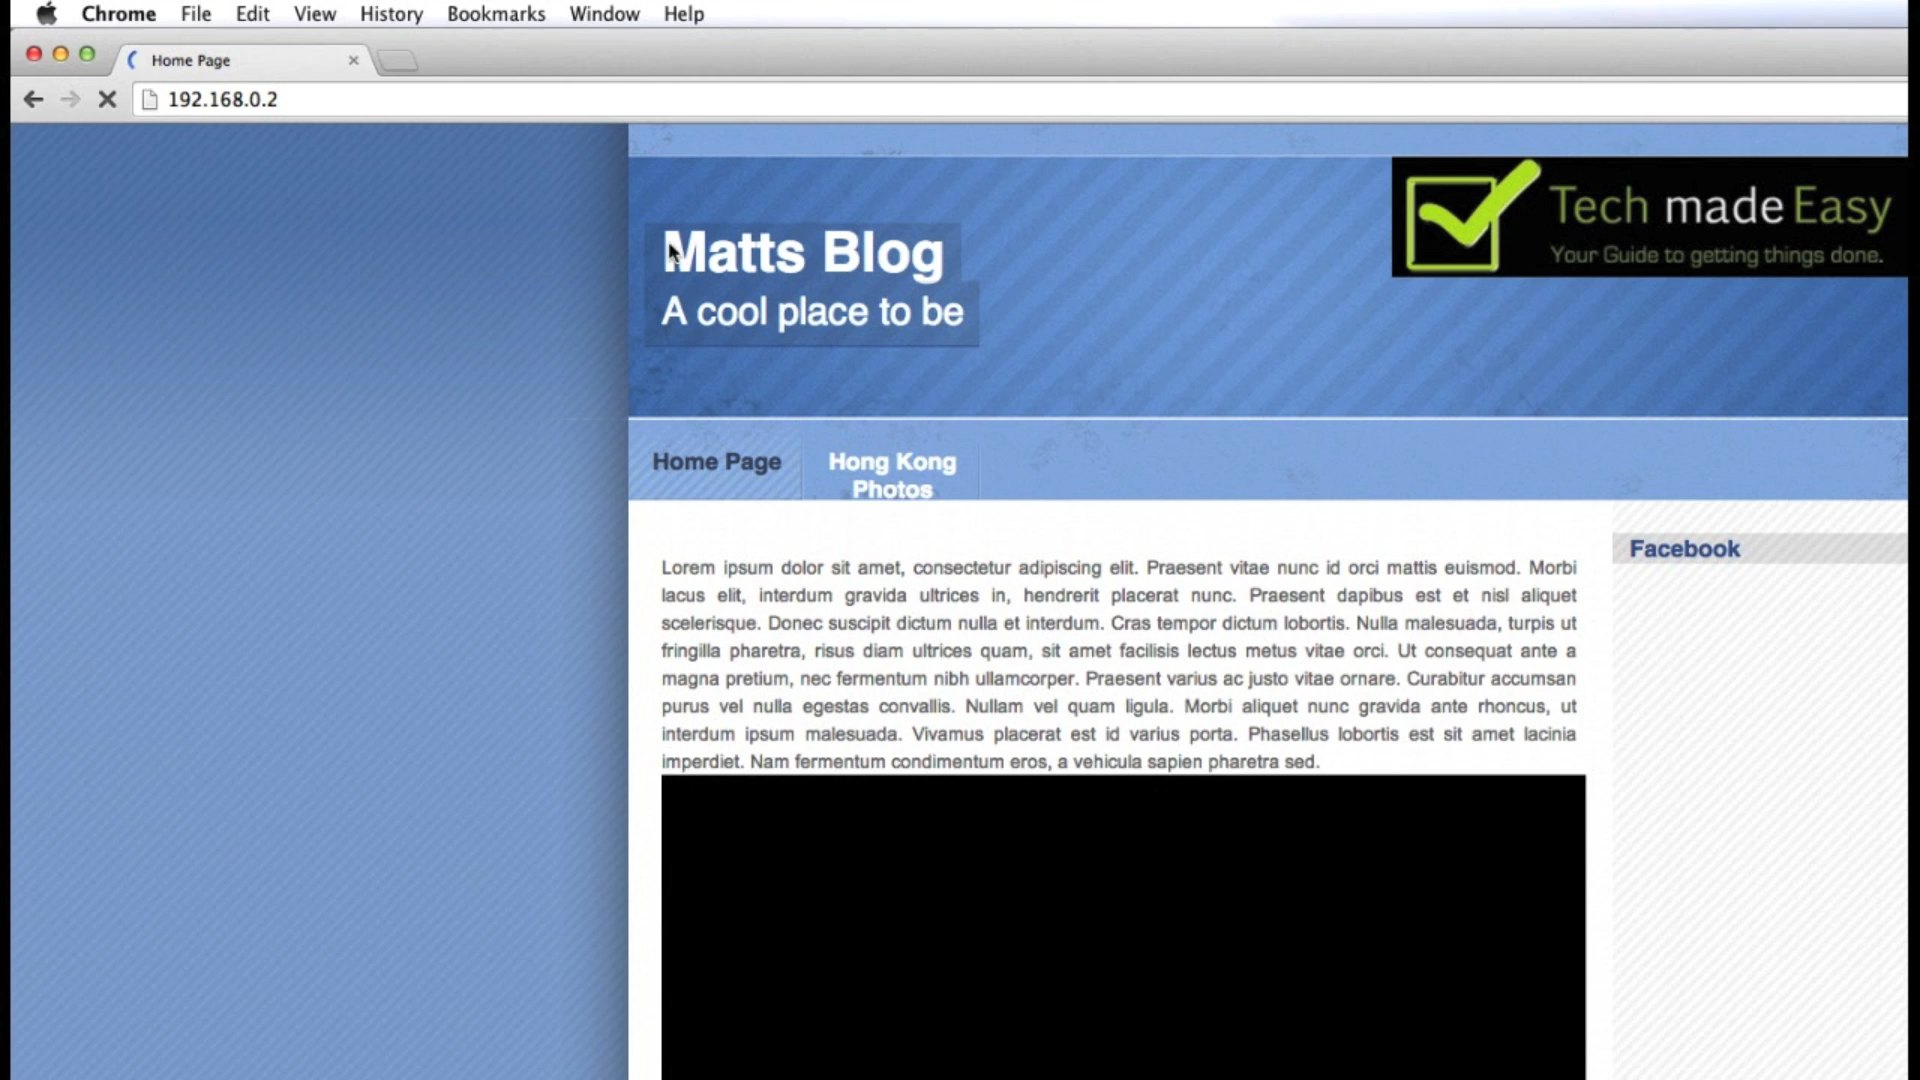 Chrome File Edit View History Bookmarks Window Help
Home Page
192.168.0.2
Tech made Easy
Your Guide to getting things done.
Matts Blog
A cool place to be
Home Page
Hong Kong
Photos
Facebook
Lorem ipsum dolor sit amet, consectetur adipiscing elit. Praesent vitae nunc id orci mattis euismod. Morbi
lacus elit, interdum gravida ultrices in, hendrerit placerat nunc. Praesent dapibus est et nisl aliquet
scelerisque. Donec suscipit dictum nulla et interdum. Cras tempor dictum lobortis. Nulla malesuada, turpis ut
fringilla pharetra, risus diam ultrices quam, sit amet facilisis lectus metus vitae orci. Ut consequat ante a
magna pretium, nec fermentum nibh ullamcorper. Praesent varius ac justo vitae ornare. Curabitur accumsan
purus vel nulla egestas convallis. Nullam vel quam ligula. Morbi aliquet nunc gravida ante rhoncus, ut
interdum ipsum malesuada. Vivamus placerat est id varius porta. Phasellus lobortis est sit amet lacinia
imperdiet. Nam fermentum condimentum eros, a vehicula sapien pharetra sed.